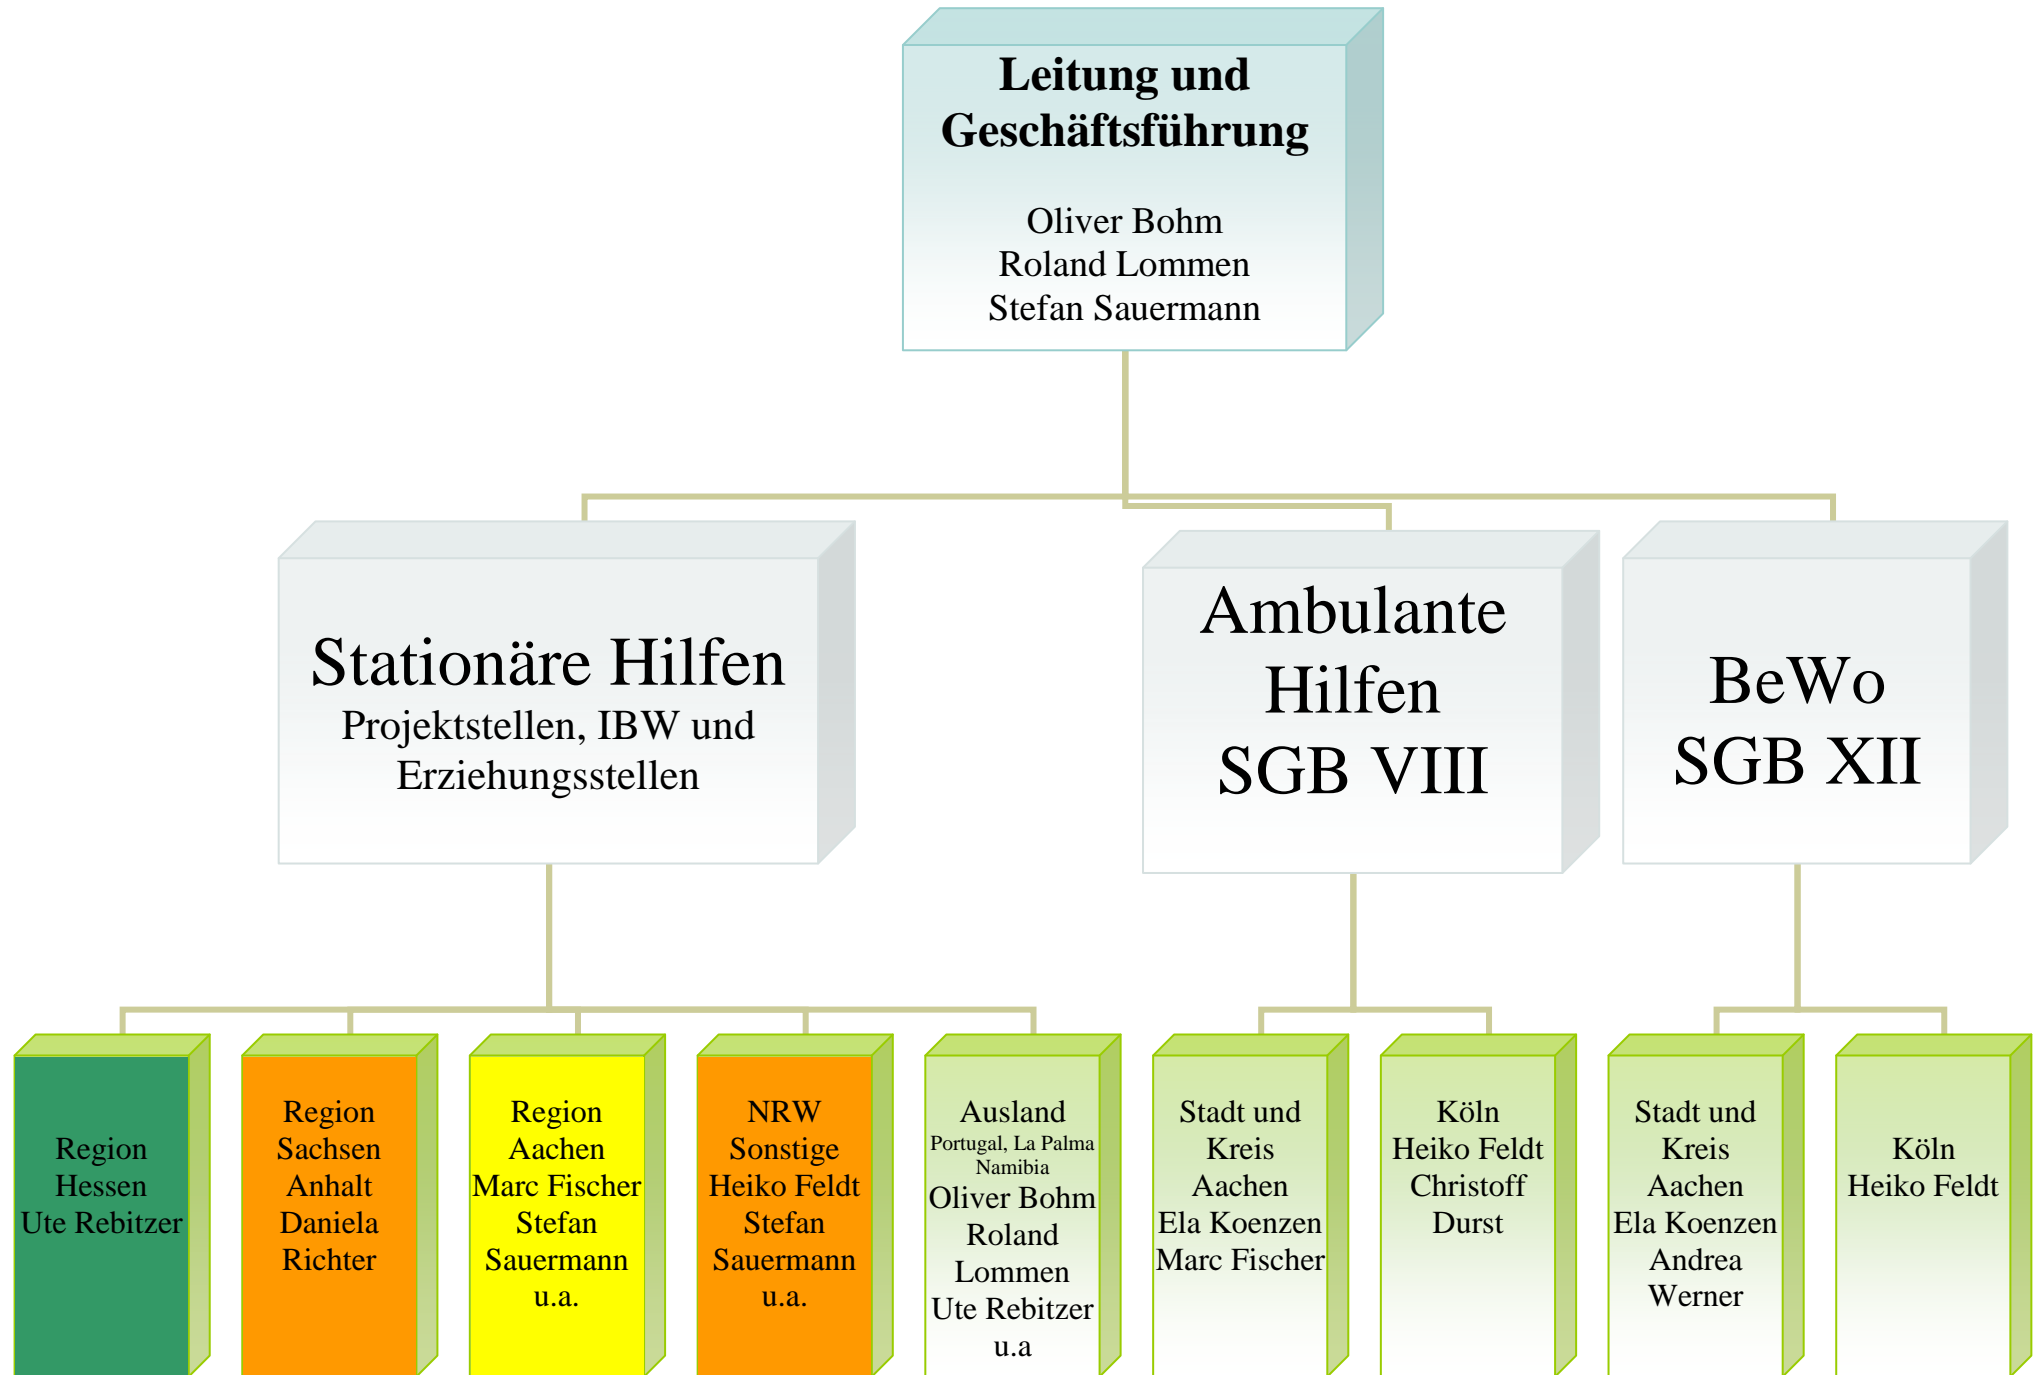 Leitung und
Geschäftsführung
Oliver Bohm
Roland Lommen
Stefan Sauermann
Stationäre Hilfen
Projektstellen, IBW und
Erziehungsstellen
Ambulante
Hilfen
SGB VIII
BeWo
SGB XII
Region
Hessen
Ute Rebitzer
Region
Sachsen
Anhalt
Daniela
Richter
Region
Aachen
Marc Fischer
Stefan
Sauermann
u.a.
NRW
Sonstige
Heiko Feldt
Stefan
Sauermann
u.a.
Ausland
Portugal, La Palma
Namibia
Oliver Bohm
Roland
Lommen
Ute Rebitzer
u.a
Stadt und
Kreis
Aachen
Ela Koenzen
Marc Fischer
Köln
Heiko Feldt
Christoff
Durst
Stadt und
Kreis
Aachen
Ela Koenzen
Andrea
Werner
Köln
Heiko Feldt